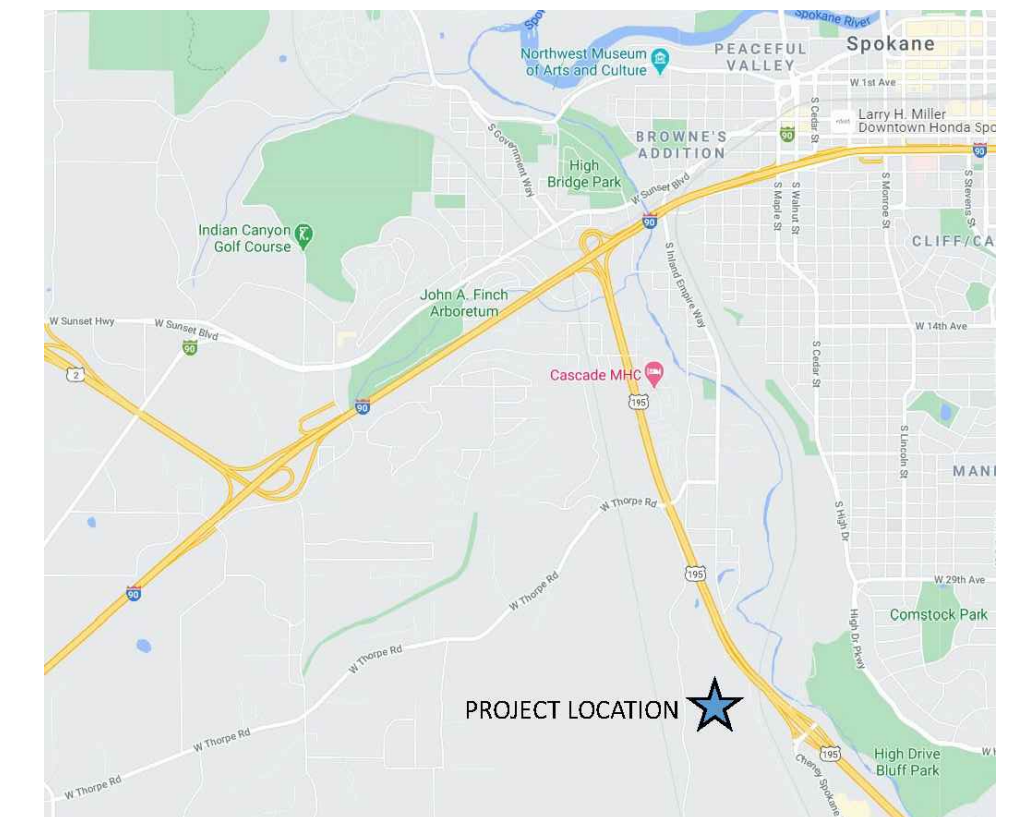 Spokane River
Spo
Northwest Museum
of Arts and Culture
PEACEFUL
VALLEY
Spokane
W 1st Ave
S Cedar St
Larry H. Miller
Downtown Honda Spo
90
90
S Government Way
BROWNE'S
ADDITION
High
Bridge Park
W Sunset Blvd
90
S Maple St
S Walnut St
S Monroe St
S Stevens St
Indian Canyon
Golf Course
CLIFF/CA
S Inland Empire Way
John A. Finch
Arboretum
W Sunset Hwy
W Sunset Blvd
90
W 14th Ave
2
S Cedar St
Cascade MHC
195
90
S Lincoln St
MANI
W Thorpe Rd
S High Dr
195
W 29th Ave
90
W Thorpe Rd
Comstock Park
High Dr Pkwy
W Thorpe Rd
PROJECT LOCATION
W Thorpe Rd
195
High Drive
Bluff Park
W H
Cheney Spokane
W Thorpe Rd